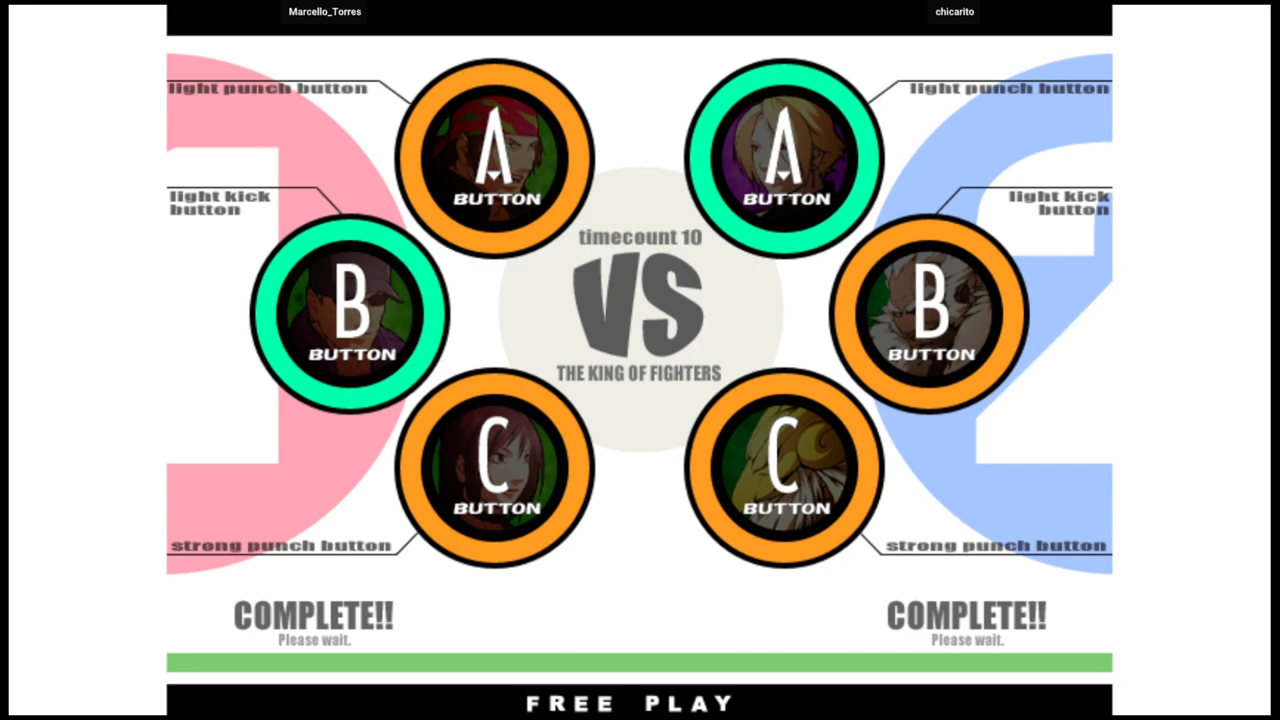 Marcello_Torres
chicarito
light punch button
A
BUTTON
A
BUTTON
light punch button
light kick
button
B
BUTTON
timecount 10
VS
THE KING OF FIGHTERS
B
BUTTON
light kick
button
C
BUTTON
C
BUTTON
strong punch button
strong punch button
COMPLETE!!
Please wait.
COMPLETE!!
Please wait.
FREE PLAY